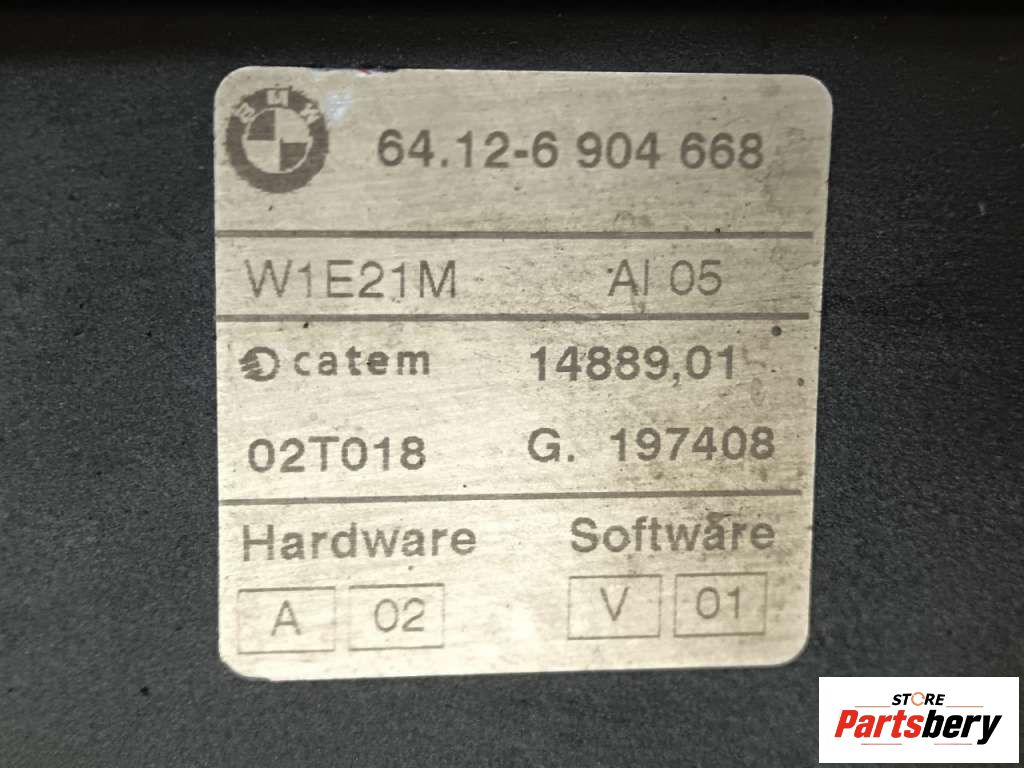 BMW
64.12-6 904 668
W1E21M AI 05
catem 14889,01
02T018 G. 197408
Hardware Software
A 02 V 01
STORE
Partsbery